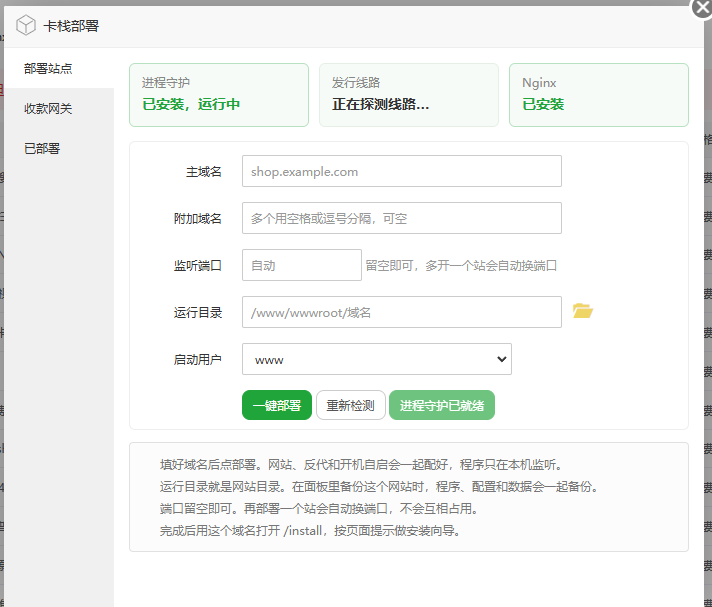 卡栈部署
部署站点
收款网关
已部署
进程守护
已安装，运行中
发行线路
正在探测线路...
Nginx
已安装
主域名
shop.example.com
附加域名
多个用空格或逗号分隔，可空
监听端口
自动
留空即可，多开一个站会自动换端口
运行目录
/www/wwwroot/域名
启动用户
www
一键部署
重新检测
进程守护已就绪
填好域名后点部署。网站、反代和开机自启会一起配好，程序只在本机监听。
运行目录就是网站目录。在面板里备份这个网站时，程序、配置和数据会一起备份。
端口留空即可。再部署一个站会自动换端口，不会互相占用。
完成后用这个域名打开 /install，按页面提示做安装向导。